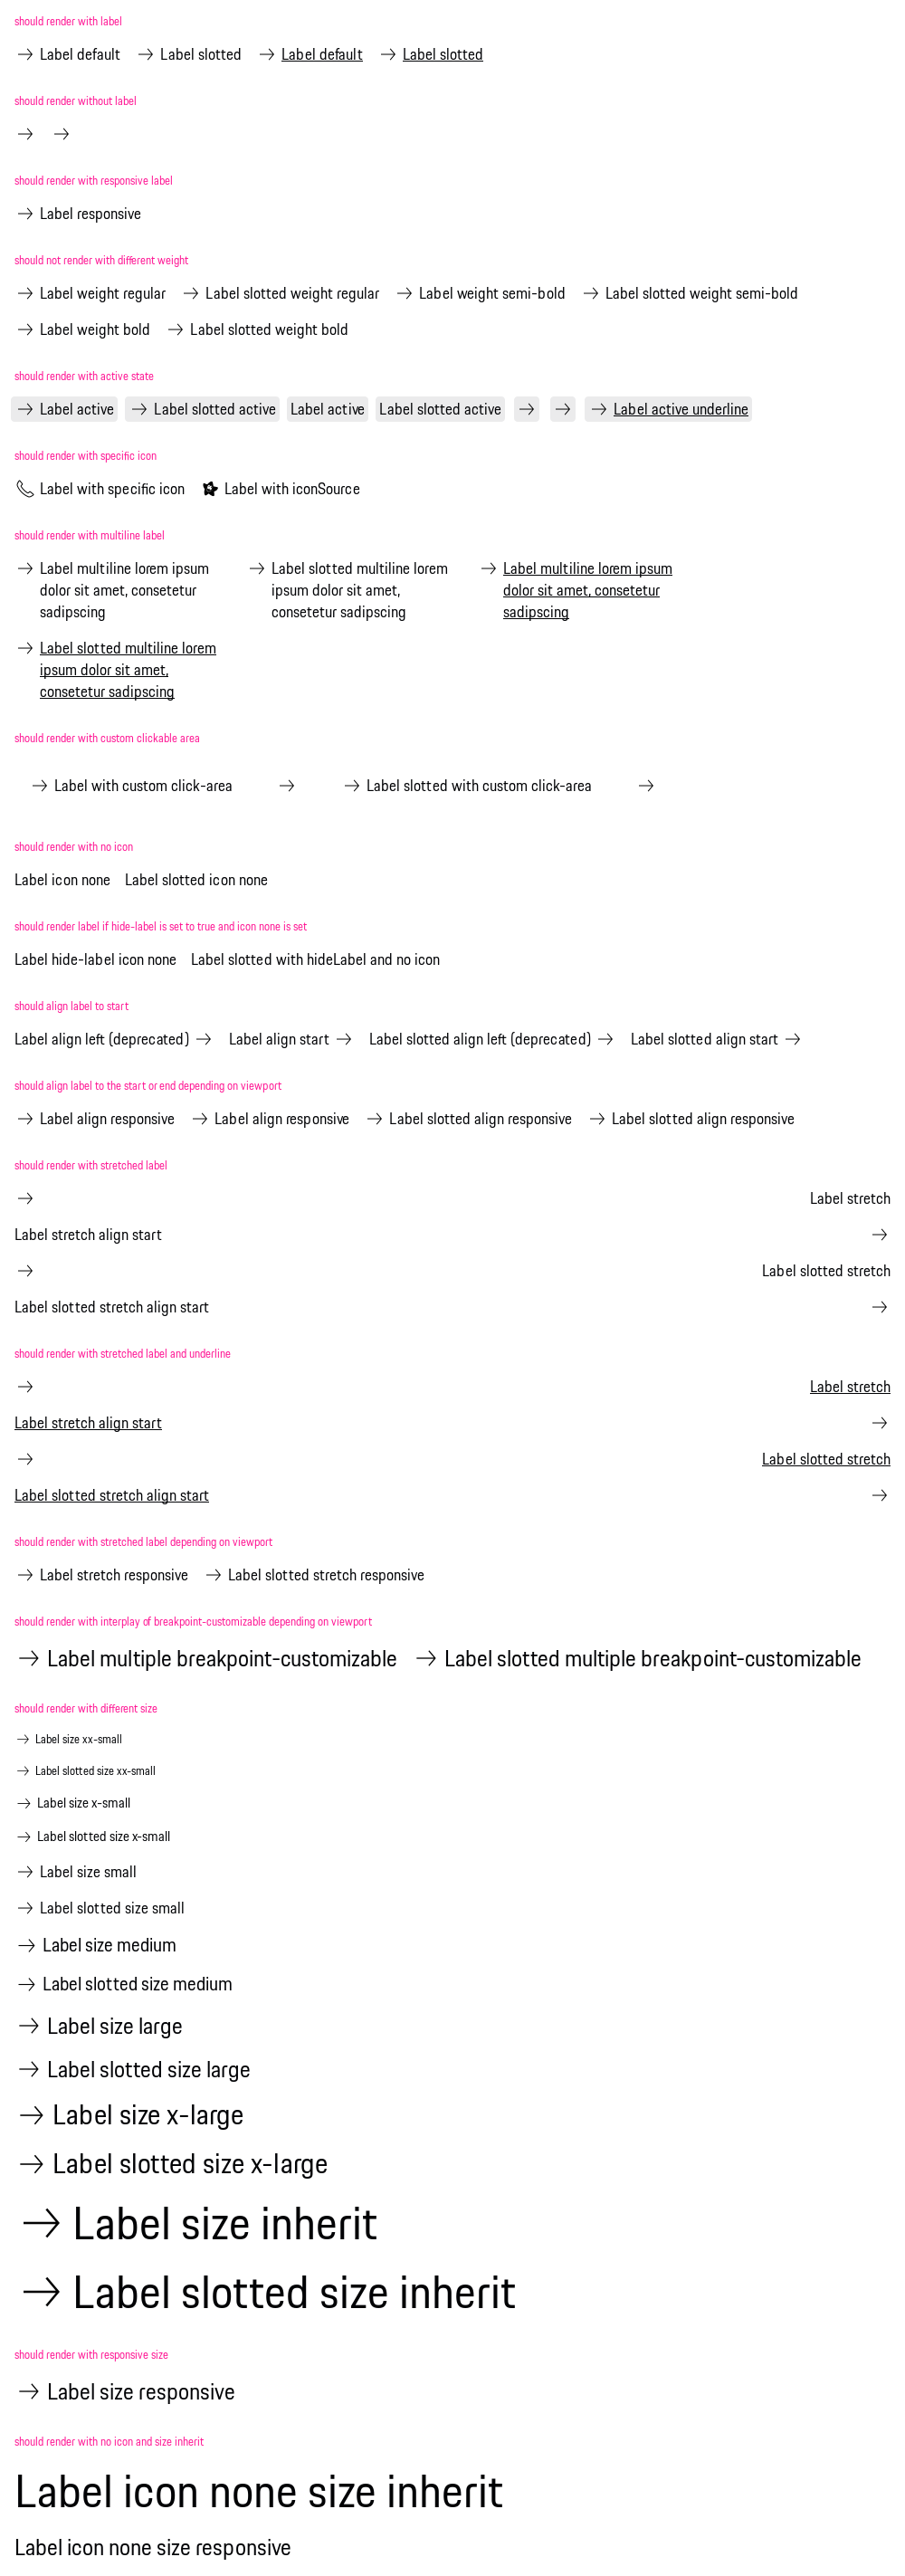 should render with label
Label default Label slotted Label default Label slotted
should render without label
should render with responsive label
Label responsive
should not render with different weight
Label weight regular Label slotted weight regular Label weight semi-bold Label slotted weight semi-bold
Label weight bold Label slotted weight bold
should render with active state
Label active Label slotted active Label active Label slotted active Label active underline
should render with specific icon
Label with specific icon Label with iconSource
should render with multiline label
Label multiline lorem ipsum Label slotted multiline lorem Label multiline lorem ipsum
dolor sit amet, consetetur ipsum dolor sit amet, dolor sit amet, consetetur
sadipscing consetetur sadipscing sadipscing
Label slotted multiline lorem
ipsum dolor sit amet,
consetetur sadipscing
should render with custom clickable area
Label with custom click-area Label slotted with custom click-area
should render with no icon
Label icon none Label slotted icon none
should render label if hide-label is set to true and icon none is set
Label hide-label icon none Label slotted with hideLabel and no icon
should align label to start
Label align left (deprecated) Label align start Label slotted align left (deprecated) Label slotted align start
should align label to the start or end depending on viewport
Label align responsive Label align responsive Label slotted align responsive Label slotted align responsive
should render with stretched label
Label stretch
Label stretch align start
Label slotted stretch
Label slotted stretch align start
should render with stretched label and underline
Label stretch
Label stretch align start
Label slotted stretch
Label slotted stretch align start
should render with stretched label depending on viewport
Label stretch responsive Label slotted stretch responsive
should render with interplay of breakpoint-customizable depending on viewport
Label multiple breakpoint-customizable Label slotted multiple breakpoint-customizable
should render with different size
Label size xx-small
Label slotted size xx-small
Label size x-small
Label slotted size x-small
Label size small
Label slotted size small
Label size medium
Label slotted size medium
Label size large
Label slotted size large
Label size x-large
Label slotted size x-large
Label size inherit
Label slotted size inherit
should render with responsive size
Label size responsive
should render with no icon and size inherit
Label icon none size inherit
Label icon none size responsive